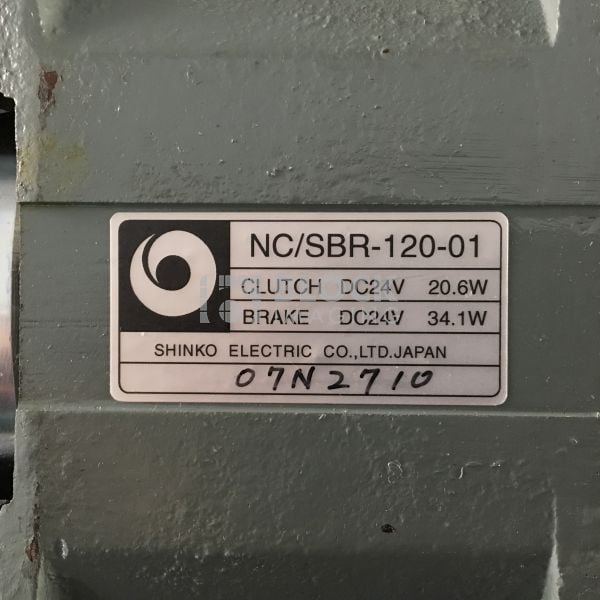 NC/SBR-120-01
CLUTCH DC24V 20.6W
BRAKE DC24V 34.1W
SHINKO ELECTRIC CO.,LTD.JAPAN
07N2710